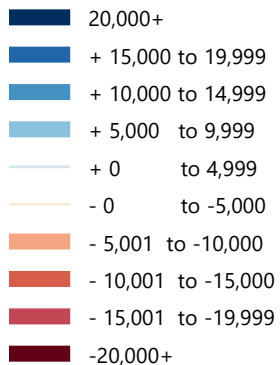 20,000+
+ 15,000 to 19,999
+ 10,000 to 14,999
+ 5,000 to 9,999
+ 0 to 4,999
- 0 to -5,000
- 5,001 to -10,000
- 10,001 to -15,000
- 15,001 to -19,999
-20,000+